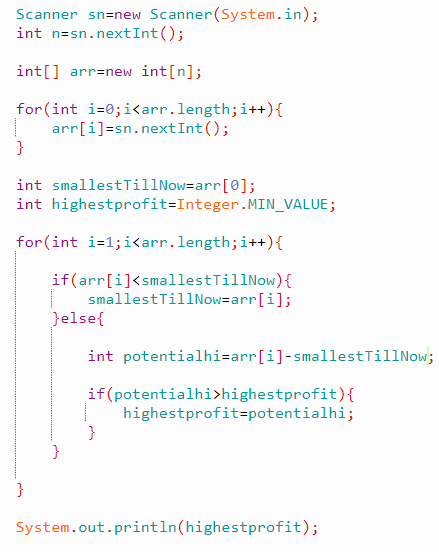 Scanner sn=new Scanner(System.in);
int n=sn.nextInt();
int[] arr=new int[n];
for(int i=0;i<arr.length;i++){
arr[i]=sn.nextInt();
}
int smallestTillNow=arr[0];
int highestprofit=Integer.MIN_VALUE;
for(int i=1;i<arr.length;i++){
if(arr[i]<smallestTillNow){
smallestTillNow=arr[i];
}else{
int potentialhi=arr[i]-smallestTillNow;
if(potentialhi>highestprofit){
highestprofit=potentialhi;
}
}
}
System.out.println(highestprofit);